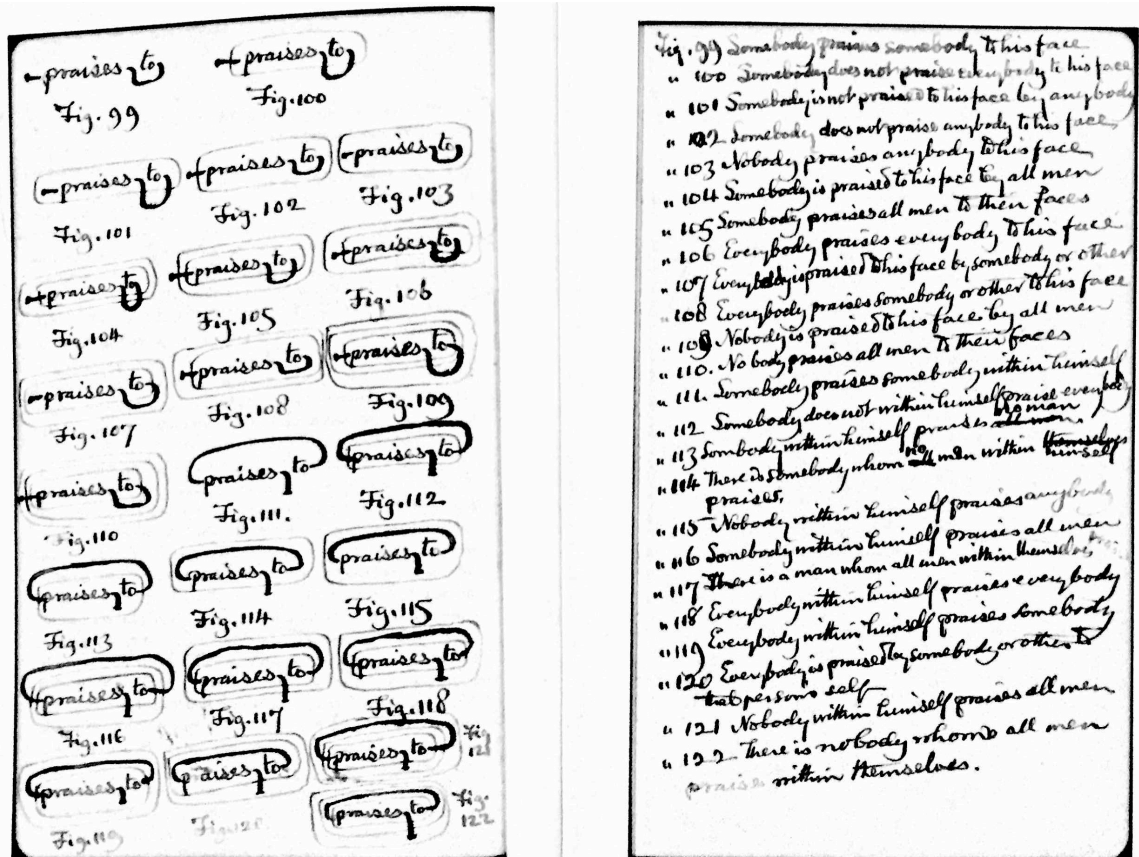 praises to praises to
Fig. 99 Fig. 100
praises to praises to praises to
Fig. 101 Fig. 102 Fig. 103
praises to praises to praises to
Fig. 104 Fig. 105 Fig. 106
praises to praises to praises to
Fig. 107 Fig. 108 Fig. 109
praises to praises to praises to
Fig. 110 Fig. 111. Fig. 112
praises to praises to praises to
Fig. 113 Fig. 114 Fig. 115
praises to praises to praises to
Fig. 116 Fig. 117 Fig. 118
praises to praises to praises to Fig. 121
Fig. 119 Fig. 120 praises to Fig. 122
Fig. 99 Somebody praises somebody to his face
" 100 Somebody does not praise everybody to his face
" 101 Somebody is not praised to his face by anybody
" 102 Somebody does not praise anybody to his face
" 103 Nobody praises anybody to his face
" 104 Somebody is praised to his face by all men
" 105 Somebody praises all men to their faces
" 106 Everybody praises everybody to his face
" 107 Everybody is praised to his face by somebody or other
" 108 Everybody praises somebody or other to his face
" 109 Nobody is praised to his face by all men
" 110. Nobody praises all men to their faces
" 111. Somebody praises somebody within himself
" 112 Somebody does not within himself praise everybody
" 113 Sombody within himself praises all men no man
" 114 There is somebody whom all no men within themselves himself
praises.
" 115 Nobody within himself praises anybody
" 116 Somebody within himself praises all men
" 117 There is a man whom all men within themselves
" 118 Everybody within himself praises everybody
" 119 Everybody within himself praises somebody
" 120 Everybody is praised by somebody or other to
that persons self
" 121 Nobody within himself praises all men
" 122 There is nobody whom all men
praise within themselves.